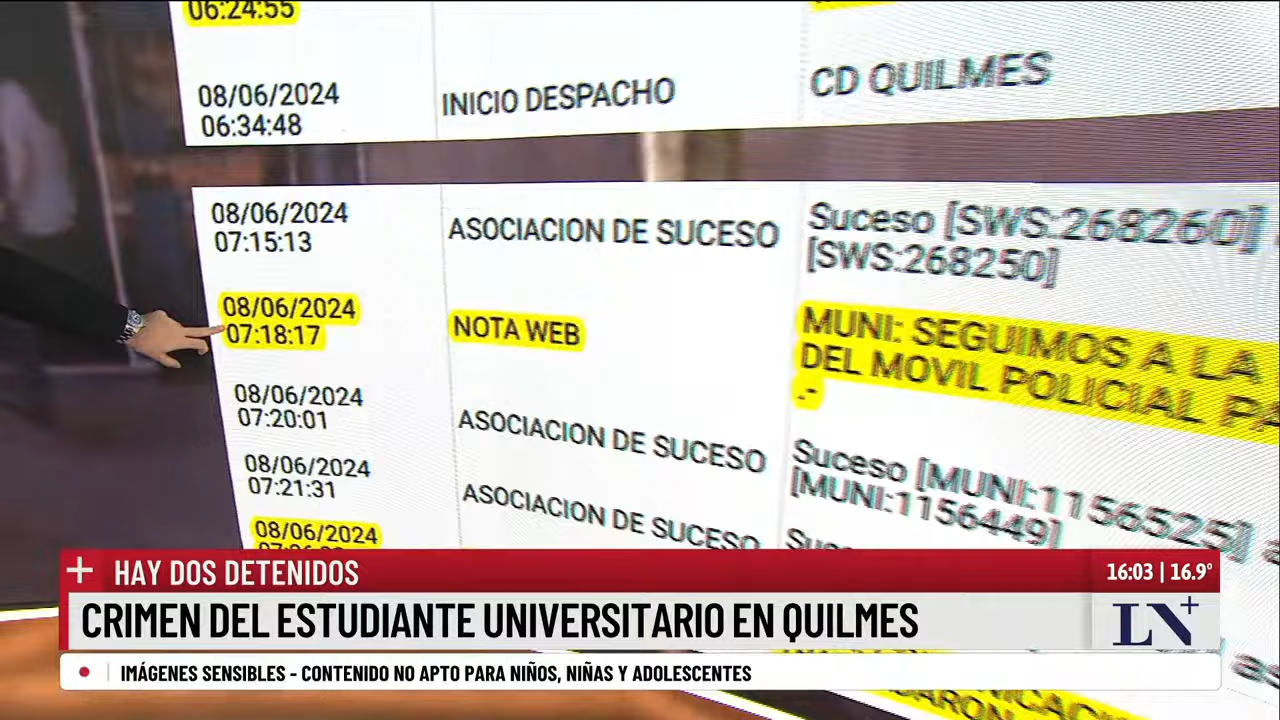 06:24:55
08/06/2024
06:34:48
INICIO DESPACHO
CD QUILMES
08/06/2024
07:15:13
ASOCIACION DE SUCESO
Suceso [SWS:268260]
[SWS:268250]
08/06/2024
07:18:17
NOTA WEB
MUNI: SEGUIMOS A LA
DEL MOVIL POLICIAL PA
.-
08/06/2024
07:20:01
ASOCIACION DE SUCESO
Suceso [MUNI:1156525] a
[MUNI:1156449]
08/06/2024
07:21:31
ASOCIACION DE SUCESO
08/06/2024
+ HAY DOS DETENIDOS
16:03 | 16.9°
CRIMEN DEL ESTUDIANTE UNIVERSITARIO EN QUILMES
LN+
IMÁGENES SENSIBLES - CONTENIDO NO APTO PARA NIÑOS, NIÑAS Y ADOLESCENTES